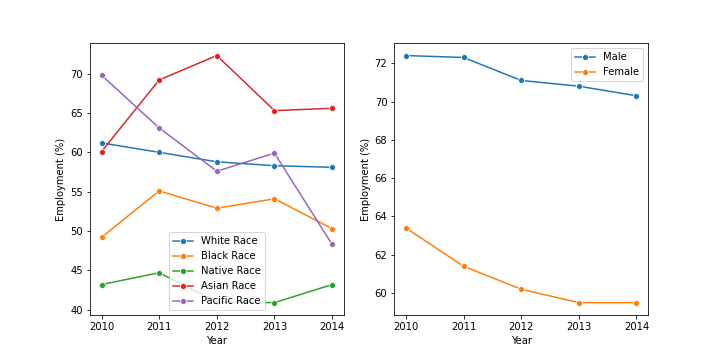 70
65
60
55
50
45
40
Employment (%)
White Race
Black Race
Native Race
Asian Race
Pacific Race
2010 2011 2012 2013 2014
Year
72
70
68
66
64
62
60
Employment (%)
Male
Female
2010 2011 2012 2013 2014
Year